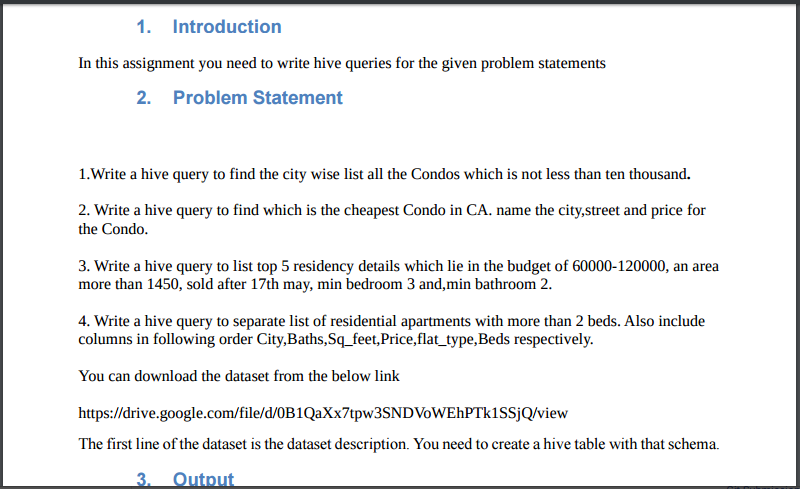 1. Introduction
In this assignment you need to write hive queries for the given problem statements
2. Problem Statement
1.Write a hive query to find the city wise list all the Condos which is not less than ten thousand.
2. Write a hive query to find which is the cheapest Condo in CA. name the city,street and price for
the Condo.
3. Write a hive query to list top 5 residency details which lie in the budget of 60000-120000, an area
more than 1450, sold after 17th may, min bedroom 3 and,min bathroom 2.
4. Write a hive query to separate list of residential apartments with more than 2 beds. Also include
columns in following order City,Baths,Sq_feet,Price,flat_type,Beds respectively.
You can download the dataset from the below link
https://drive.google.com/file/d/0B1QaXx7tpw3SNDVoWEhPTk1SSjQ/view
The first line of the dataset is the dataset description. You need to create a hive table with that schema.
3. Output